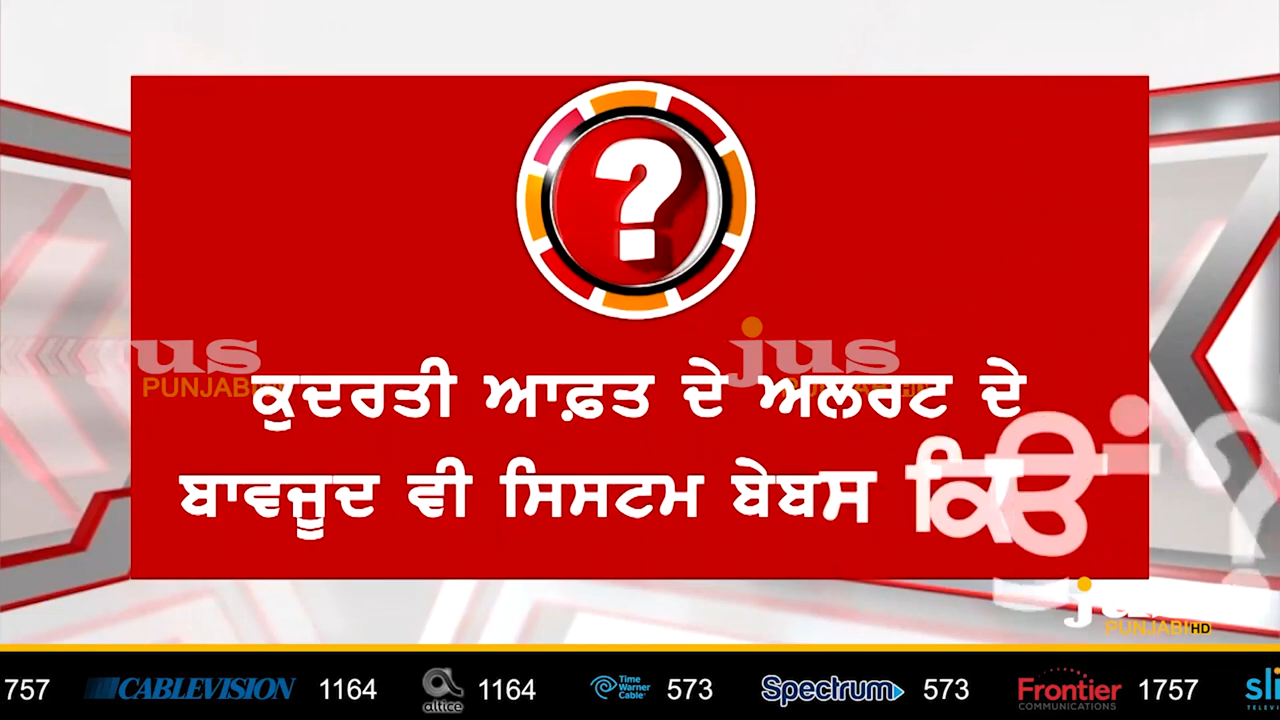 ?
jus
PUNJABI
ਕੁਦਰਤੀ ਆਫ਼ਤ ਦੇ ਅਲਰਟ ਦੇ
ਬਾਵਜੂਦ ਵੀ ਸਿਸਟਮ ਬੇਬਸ
PUNJABI HD
757 CABLEVISION 1164 altice 1164 Time Warner Cable 573 Spectrum 573 Frontier COMMUNICATIONS 1757